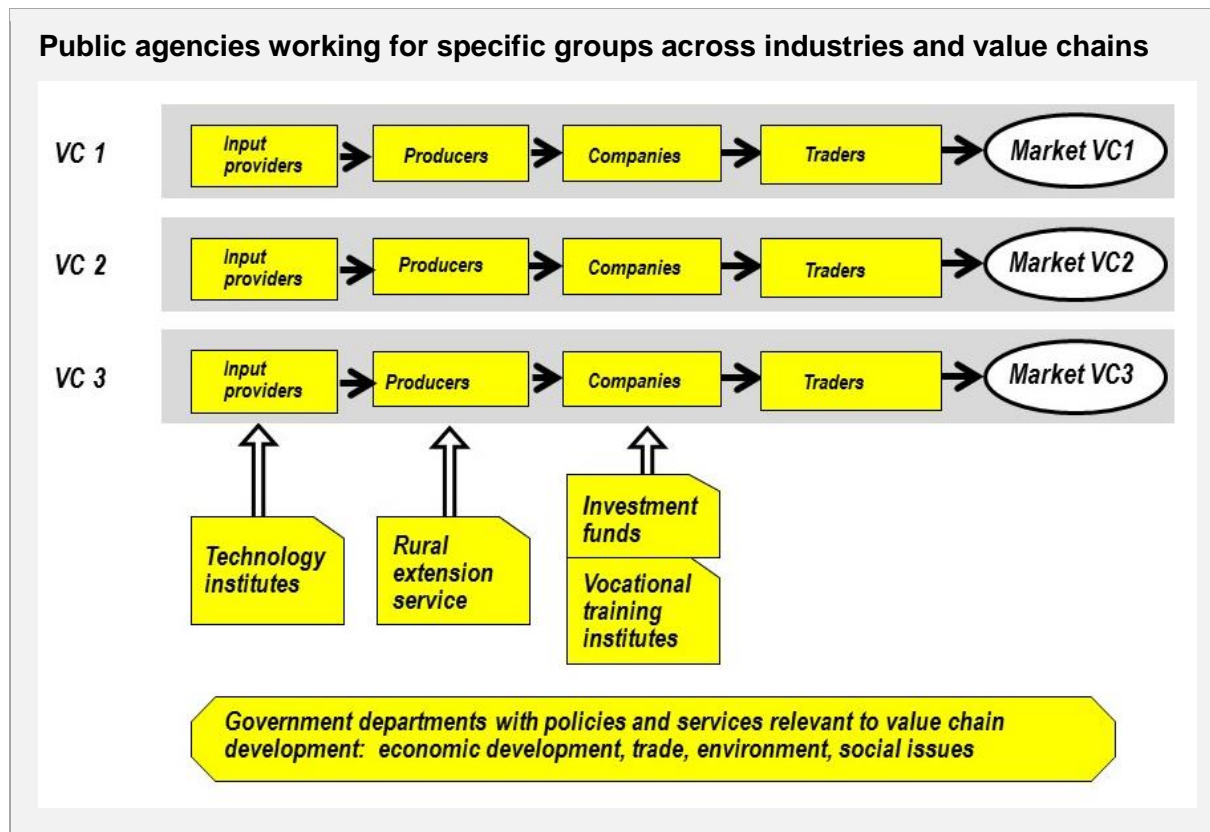 Public agencies working for specific groups across industries and value chains
VC 1
Input
providers
Producers
Companies
Traders
Market VC1
VC 2
Input
providers
Producers
Companies
Traders
Market VC2
VC 3
Input
providers
Producers
Companies
Traders
Market VC3
Technology
institutes
Rural
extension
service
Investment
funds
Vocational
training
institutes
Government departments with policies and services relevant to value chain
development: economic development, trade, environment, social issues